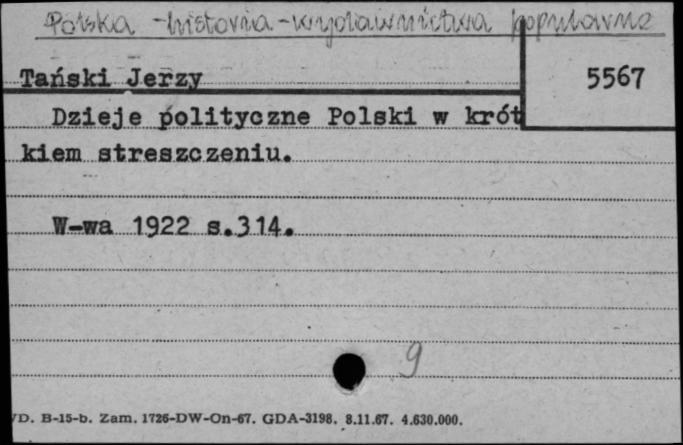 Polska - historia - wydawnictwa popularne
Tański Jerzy
5567
Dzieje polityczne Polski w krót
kiem streszczeniu.
W-wa 1922 s.314.
9
D. B-15-b. Zam. 1726-DW-On-67. GDA-3198. 8.11.67. 4.630.000.